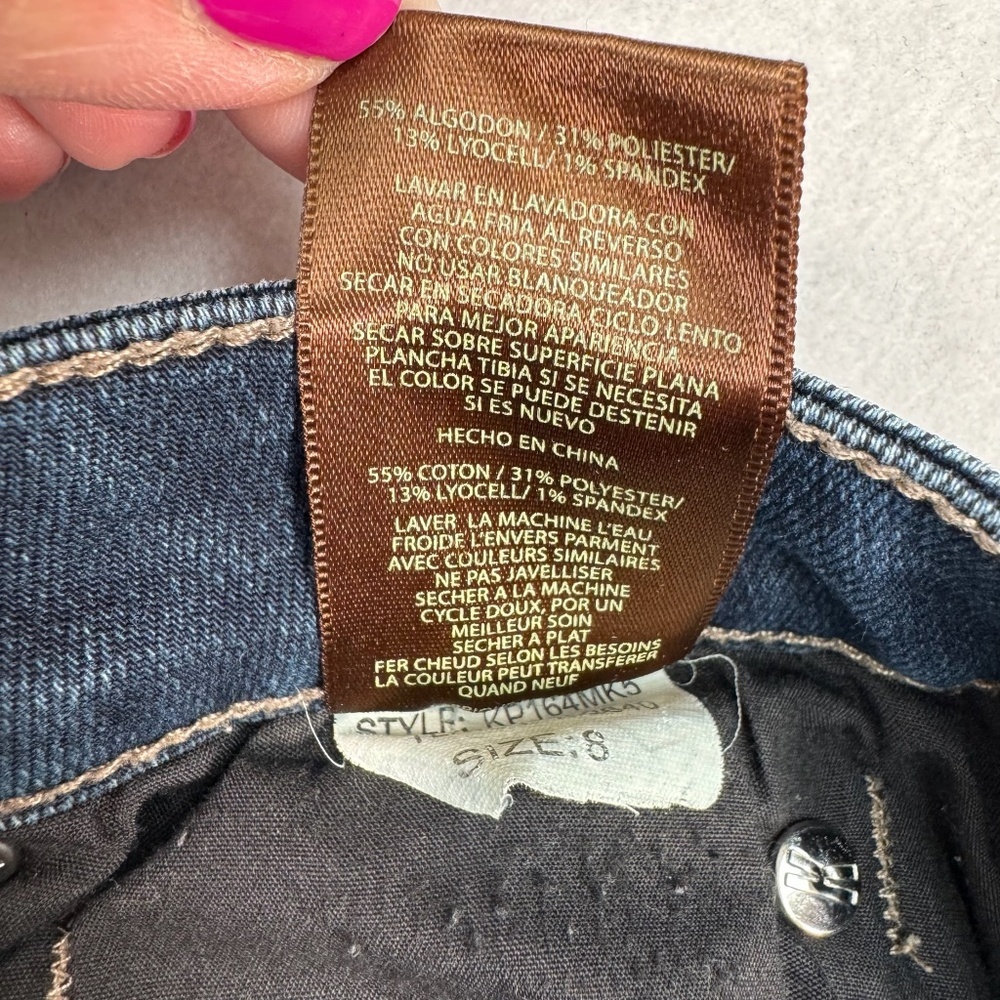 55% ALGODON / 31% POLIESTER/
13% LYOCELL/ 1% SPANDEX
LAVAR EN LAVADORA CON
AGUA FRIA AL REVERSO
CON COLORES SIMILARES
NO USAR BLANQUEADOR
SECAR EN SECADORA CICLO LENTO
PARA MEJOR APARIENCIA
SECAR SOBRE SUPERFICIE PLANA
PLANCHA TIBIA SI SE NECESITA
EL COLOR SE PUEDE DESTENIR
SI ES NUEVO
HECHO EN CHINA
55% COTON / 31% POLYESTER/
13% LYOCELL/ 1% SPANDEX
LAVER LA MACHINE L'EAU
FROIDE L'ENVERS PARMENT
AVEC COULEURS SIMILAIRES
NE PAS JAVELLISER
SECHER A LA MACHINE
CYCLE DOUX, POR UN
MEILLEUR SOIN
SECHER A PLAT
FER CHEUD SELON LES BESOINS
LA COULEUR PEUT TRANSFERER
QUAND NEUF
STYLE: KP164MK5
SIZE:8